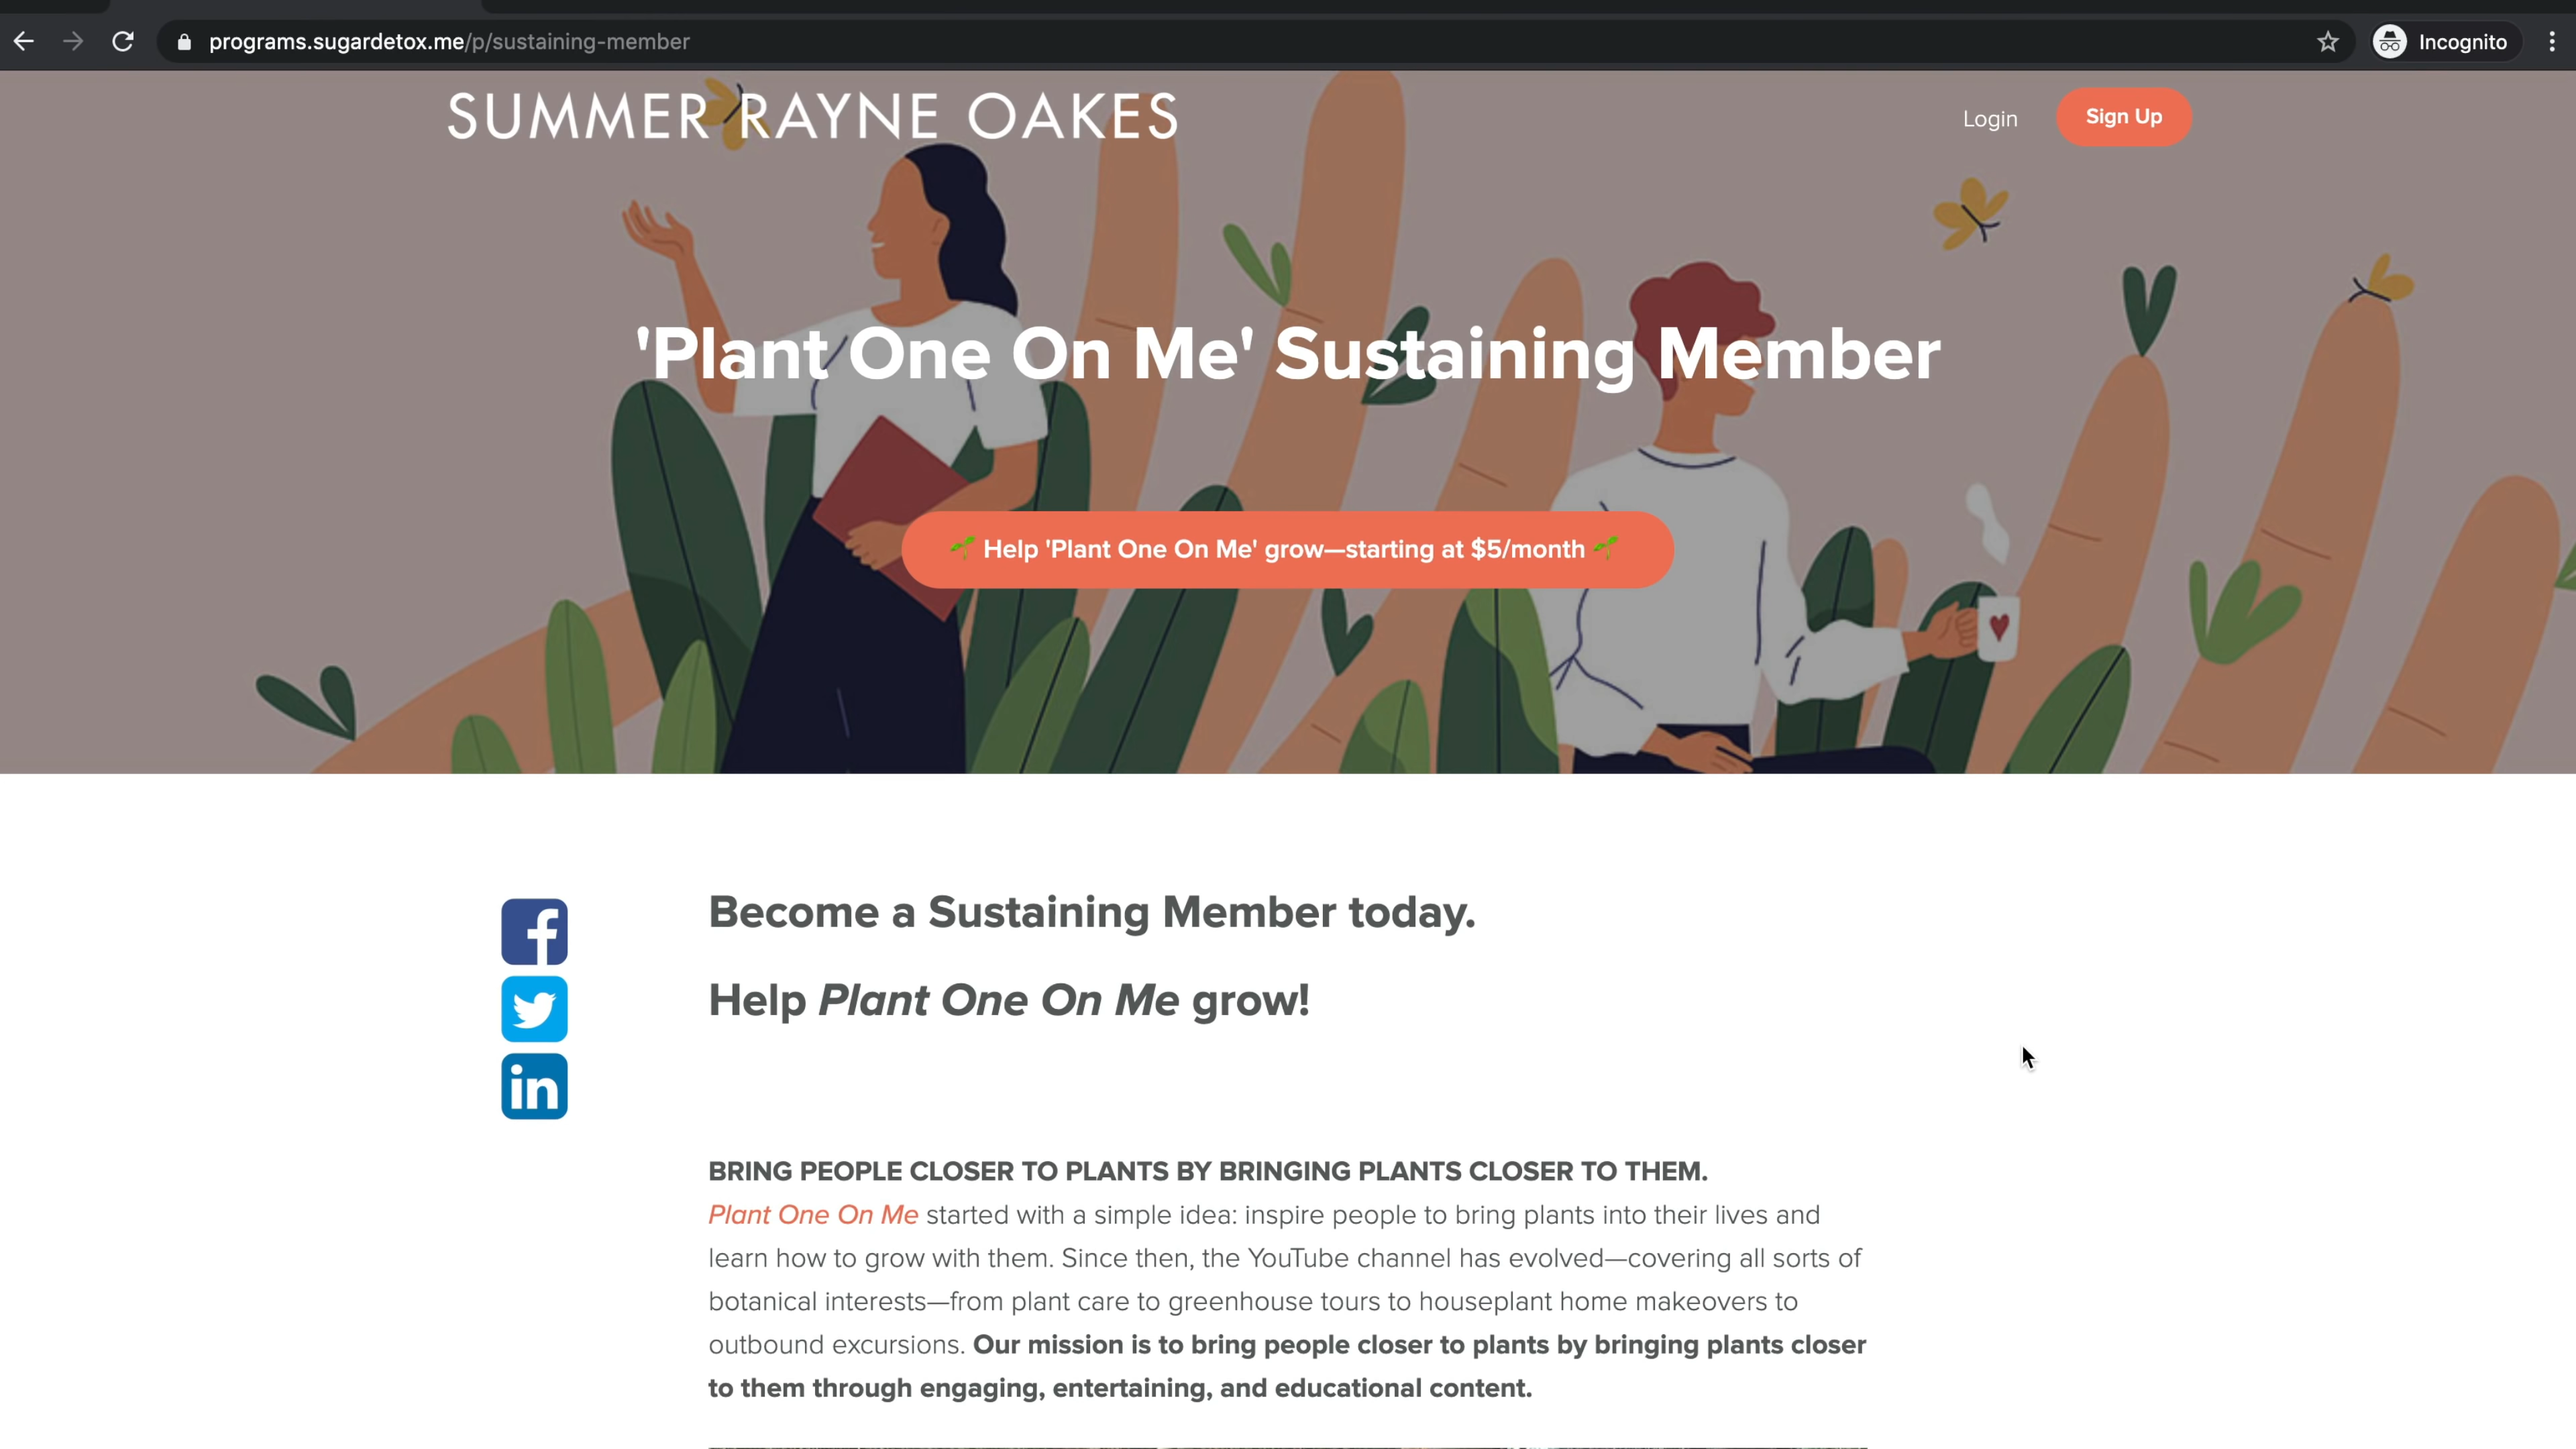 programs.sugardetox.me/p/sustaining-member
Incognito
SUMMER RAYNE OAKES
Login
Sign Up
'Plant One On Me' Sustaining Member
🌱 Help 'Plant One On Me' grow—starting at $5/month 🌱
Become a Sustaining Member today.
Help Plant One On Me grow!
BRING PEOPLE CLOSER TO PLANTS BY BRINGING PLANTS CLOSER TO THEM.
Plant One On Me started with a simple idea: inspire people to bring plants into their lives and
learn how to grow with them. Since then, the YouTube channel has evolved—covering all sorts of
botanical interests—from plant care to greenhouse tours to houseplant home makeovers to
outbound excursions. Our mission is to bring people closer to plants by bringing plants closer
to them through engaging, entertaining, and educational content.